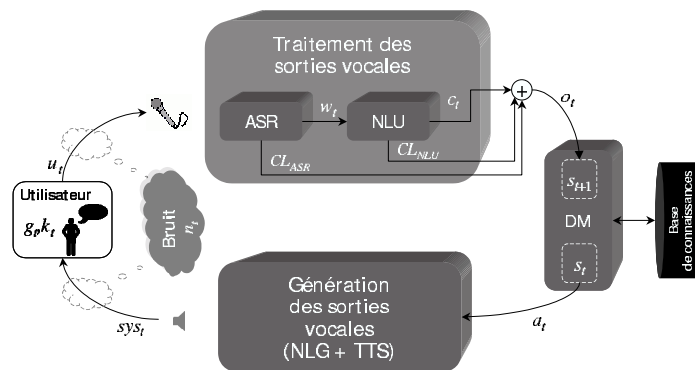 Traitement des
sorties vocales
ASR
w_t
NLU
c_t
+
o_t
CL_ASR
CL_NLU
u_t
Utilisateur
g_t, k_t
Bruit
n_t
s_t+1
DM
s_t
Base
de connaissances
Génération
des sorties
vocales
(NLG + TTS)
sys_t
a_t